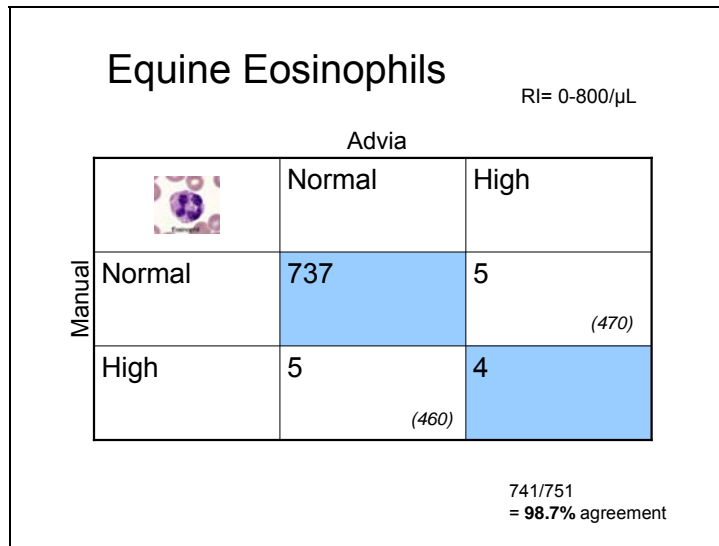 Equine Eosinophils
RI= 0-800/µL
Advia
Normal High
Eosinophil
Manual
Normal 737 5
(470)
High 5 4
(460)
741/751
= 98.7% agreement